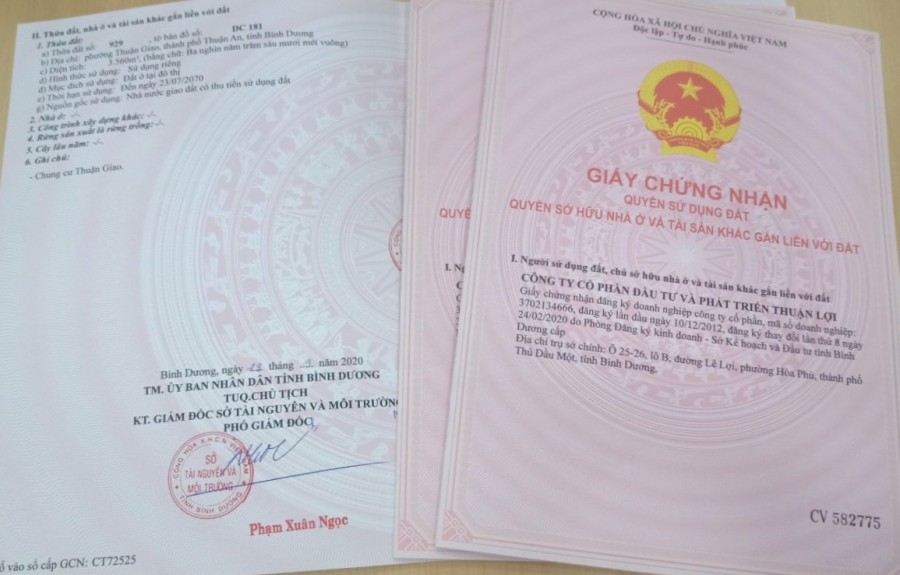 II. Thửa đất, nhà ở và tài sản khác gắn liền với đất
1. Thửa đất:
a) Thửa đất số: 929 , tờ bản đồ số: DC 181
b) Địa chỉ: phường Thuận Giao, thành phố Thuận An, tỉnh Bình Dương
c) Diện tích: 3.560m², (bằng chữ: Ba nghìn năm trăm sáu mươi mét vuông)
d) Hình thức sử dụng: Sử dụng riêng
đ) Mục đích sử dụng: Đất ở tại đô thị
e) Thời hạn sử dụng: Đến ngày 23/07/2070
g) Nguồn gốc sử dụng: Nhà nước giao đất có thu tiền sử dụng đất
2. Nhà ở: -/-
3. Công trình xây dựng khác: -/-
4. Rừng sản xuất là rừng trồng: -/-
5. Cây lâu năm: -/-
6. Ghi chú:
- Chung cư Thuận Giao.
Bình Dương, ngày tháng năm 2020
TM. ỦY BAN NHÂN DÂN TỈNH BÌNH DƯƠNG
TUQ.CHỦ TỊCH
KT. GIÁM ĐỐC SỞ TÀI NGUYÊN VÀ MÔI TRƯỜNG
PHÓ GIÁM ĐỐC
CỘNG HÒA X.H.C.N VIỆT NAM
SỞ
TÀI NGUYÊN VÀ
MÔI TRƯỜNG
TỈNH BÌNH DƯƠNG
Phạm Xuân Ngọc
vào sổ cấp GCN: CT72525
QUYỀ
I. Ng
CỘNG HÒA XÃ HỘI CHỦ NGHĨA VIỆT NAM
Độc lập - Tự do - Hạnh phúc
GIẤY CHỨNG NHẬN
QUYỀN SỬ DỤNG ĐẤT
QUYỀN SỞ HỮU NHÀ Ở VÀ TÀI SẢN KHÁC GẮN LIỀN VỚI ĐẤT
I. Người sử dụng đất, chủ sở hữu nhà ở và tài sản khác gắn liền với đất
CÔNG TY CỔ PHẦN ĐẦU TƯ VÀ PHÁT TRIỂN THUẬN LỢI
Giấy chứng nhận đăng ký doanh nghiệp công ty cổ phần, mã số doanh nghiệp:
3702134666, đăng ký lần đầu ngày 10/12/2012, đăng ký thay đổi lần thứ 8 ngày
24/02/2020 do Phòng Đăng ký kinh doanh - Sở Kế hoạch và Đầu tư tỉnh Bình
Dương cấp
Địa chỉ trụ sở chính: Ô 25-26, lô B, đường Lê Lợi, phường Hòa Phú, thành phố
Thủ Dầu Một, tỉnh Bình Dương.
CV 582775